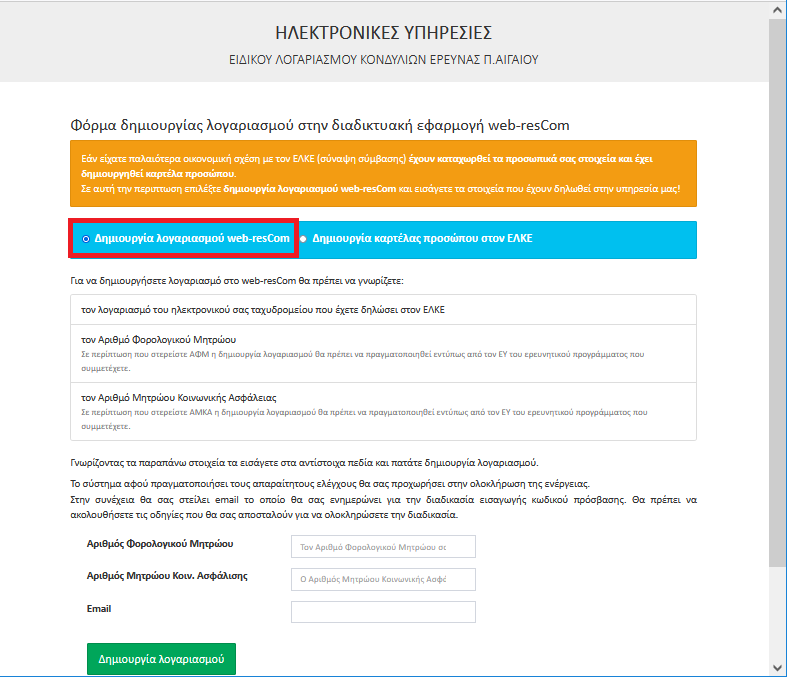 ΗΛΕΚΤΡΟΝΙΚΕΣ ΥΠΗΡΕΣΙΕΣ
ΕΙΔΙΚΟΥ ΛΟΓΑΡΙΑΣΜΟΥ ΚΟΝΔΥΛΙΩΝ ΕΡΕΥΝΑΣ Π.ΑΙΓΑΙΟΥ
Φόρμα δημιουργίας λογαριασμού στην διαδικτυακή εφαρμογή web-resCom
Εάν είχατε παλαιότερα οικονομική σχέση με τον ΕΛΚΕ (σύναψη σύμβασης) έχουν καταχωρθεί τα προσωπικά σας στοιχεία και έχει
δημιουργηθεί καρτέλα προσώπου.
Σε αυτή την περιπτωση επιλέξτε δημιουργία λογαριασμού web-resCom και εισάγετε τα στοιχεία που έχουν δηλωθεί στην υπηρεσία μας!
Δημιουργία λογαριασμού web-resCom Δημιουργία καρτέλας προσώπου στον ΕΛΚΕ
Για να δημιουργήσετε λογαριασμό στο web-resCom θα πρέπει να γνωρίζετε:
τον λογαριασμό του ηλεκτρονικού σας ταχυδρομείου που έχετε δηλώσει στον ΕΛΚΕ
τον Αριθμό Φορολογικού Μητρώου
Σε περίπτωση που στερείστε ΑΦΜ η δημιουργία λογαριασμού θα πρέπει να πραγματοποιηθεί εντύπως από τον ΕΥ του ερευνητικού προγράμματος που
συμμετέχετε.
τον Αριθμό Μητρώου Κοινωνικής Ασφάλειας
Σε περίπτωση που στερείστε ΑΜΚΑ η δημιουργία λογαριασμού θα πρέπει να πραγματοποιηθεί εντύπως από τον ΕΥ του ερευνητικού προγράμματος που
συμμετέχετε.
Γνωρίζοντας τα παραπάνω στοιχεία τα εισάγετε στα αντίστοιχα πεδία και πατάτε δημιουργία λογαριασμού.
Το σύστημα αφού πραγματοποιήσει τους απαραίτητους ελέγχους θα σας προχωρήσει στην ολοκλήρωση της ενέργειας.
Στην συνέχεια θα σας στείλει email το οποίο θα σας ενημερώνει για την διαδικασία εισαγωγής κωδικού πρόσβασης. Θα πρέπει να
ακολουθήσετε τις οδηγίες που θα σας αποσταλούν για να ολοκληρώσετε την διαδικασία.
Αριθμός Φορολογικού Μητρώου Τον Αριθμό Φορολογικού Μητρώου σα
Αριθμός Μητρώου Κοιν. Ασφάλισης Ο Αριθμός Μητρώου Κοινωνικής Ασφά
Email
Δημιουργία λογαριασμού